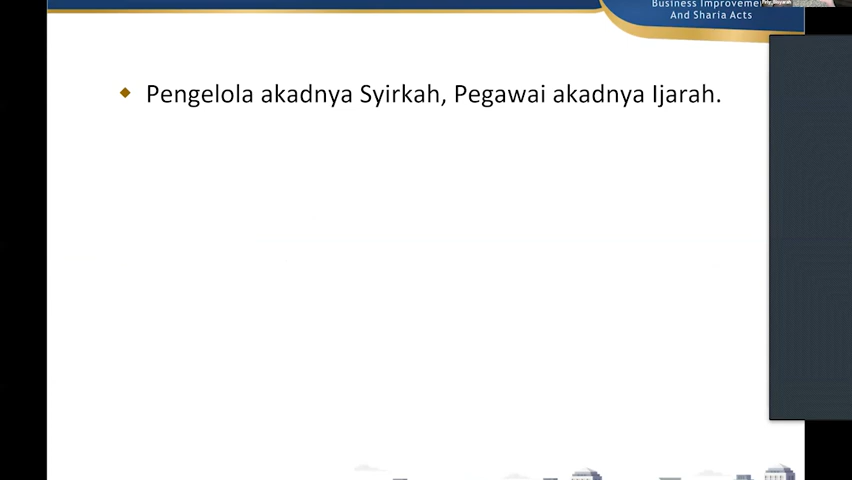 Business Improvement
And Sharia Acts
Pengelola akadnya Syirkah, Pegawai akadnya Ijarah.